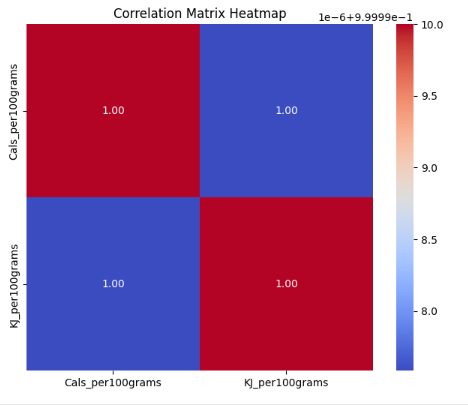 Correlation Matrix Heatmap
1e−6+9.9999e−1
Cals_per100grams
KJ_per100grams
1.00
1.00
1.00
1.00
Cals_per100grams
KJ_per100grams
10.0
9.5
9.0
8.5
8.0